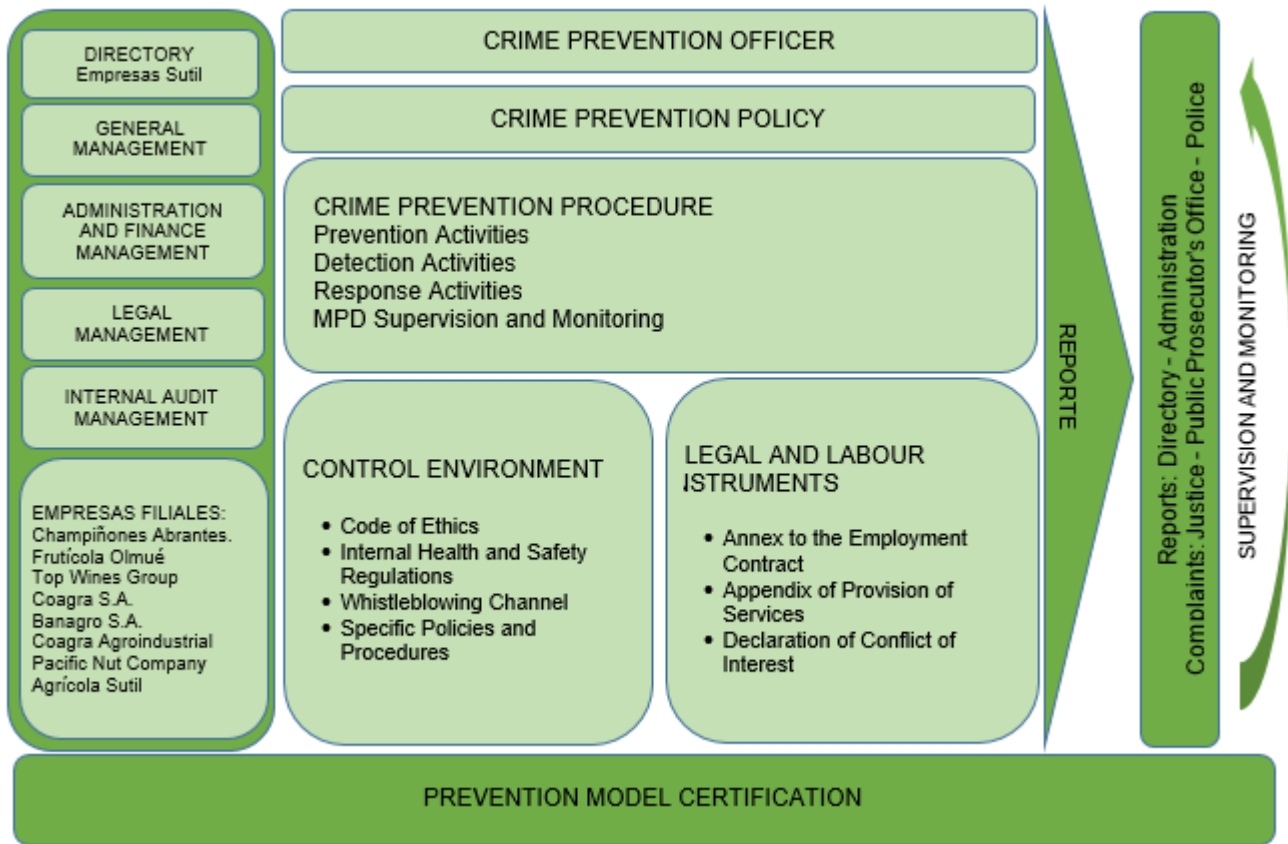 DIRECTORY
Empresas Sutil
GENERAL
MANAGEMENT
ADMINISTRATION
AND FINANCE
MANAGEMENT
LEGAL
MANAGEMENT
INTERNAL AUDIT
MANAGEMENT
EMPRESAS FILIALES:
Champiñones Abrantes.
Frutícola Olmué
Top Wines Group
Coagra S.A.
Banagro S.A.
Coagra Agroindustrial
Pacific Nut Company
Agrícola Sutil
CRIME PREVENTION OFFICER
CRIME PREVENTION POLICY
CRIME PREVENTION PROCEDURE
Prevention Activities
Detection Activities
Response Activities
MPD Supervision and Monitoring
CONTROL ENVIRONMENT
• Code of Ethics
• Internal Health and Safety
Regulations
• Whistleblowing Channel
• Specific Policies and
Procedures
LEGAL AND LABOUR
INSTRUMENTS
• Annex to the Employment
Contract
• Appendix of Provision of
Services
• Declaration of Conflict of
Interest
REPORTE
Reports: Directory - Administration
Complaints: Justice - Public Prosecutor's Office - Police
SUPERVISION AND MONITORING
PREVENTION MODEL CERTIFICATION